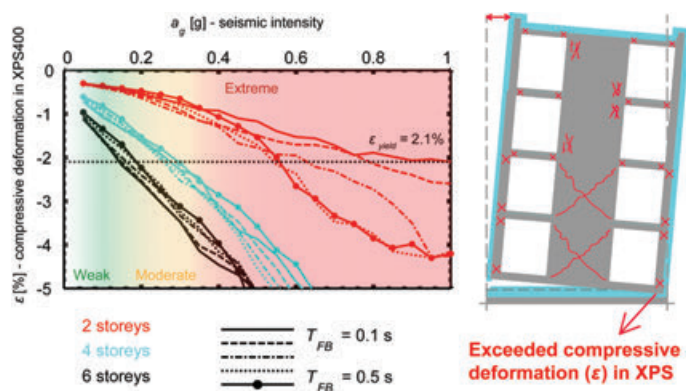 a_g [g] - seismic intensity
0 0.2 0.4 0.6 0.8 1
ε [%] - compressive deformation in XPS400
0
-1
-2
-3
-4
-5
Extreme
ε_yield = 2.1%
Weak
Moderate
2 storeys
4 storeys
6 storeys
T_FB = 0.1 s
T_FB = 0.5 s
Exceeded compressive
deformation (ε) in XPS